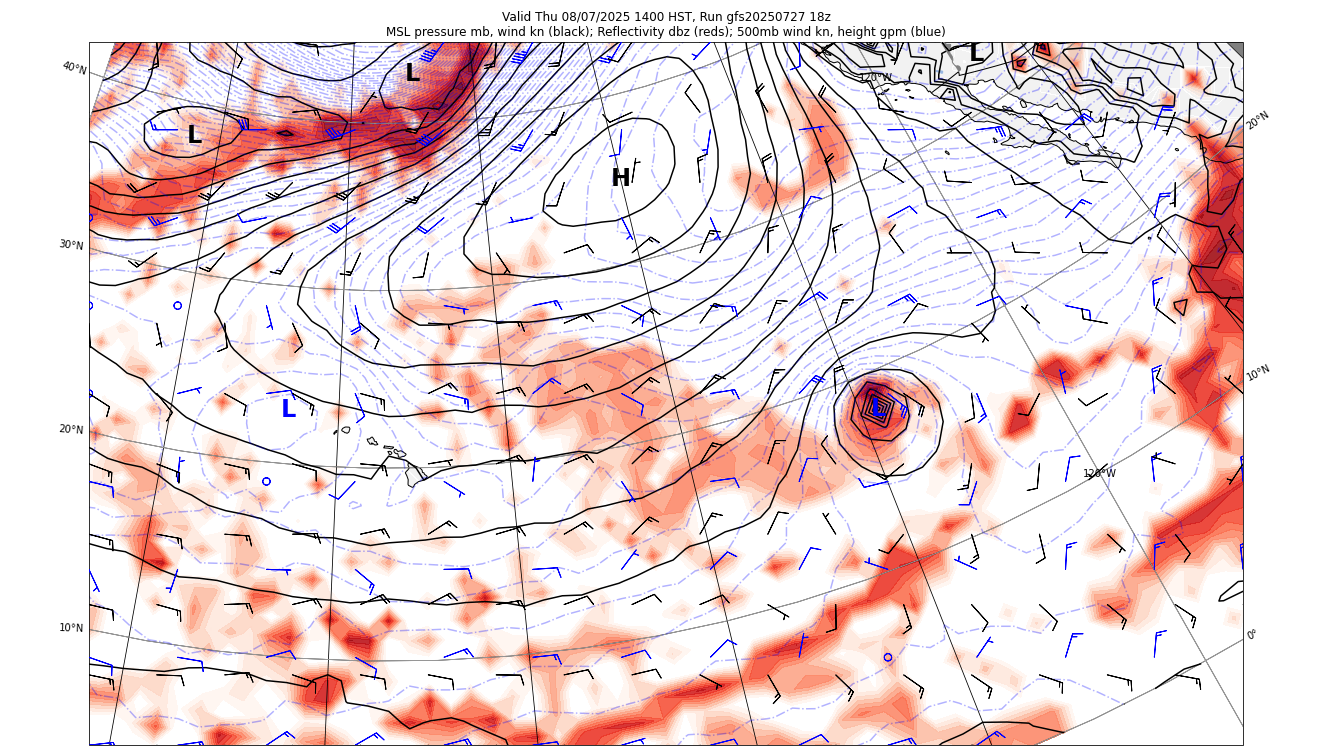 Valid Thu 08/07/2025 1400 HST, Run gfs20250727 18z
MSL pressure mb, wind kn (black); Reflectivity dbz (reds); 500mb wind kn, height gpm (blue)
L
L
40°N
120°W
20°N
L
H
30°N
10°N
L
L
20°N
120°W
10°N
0°